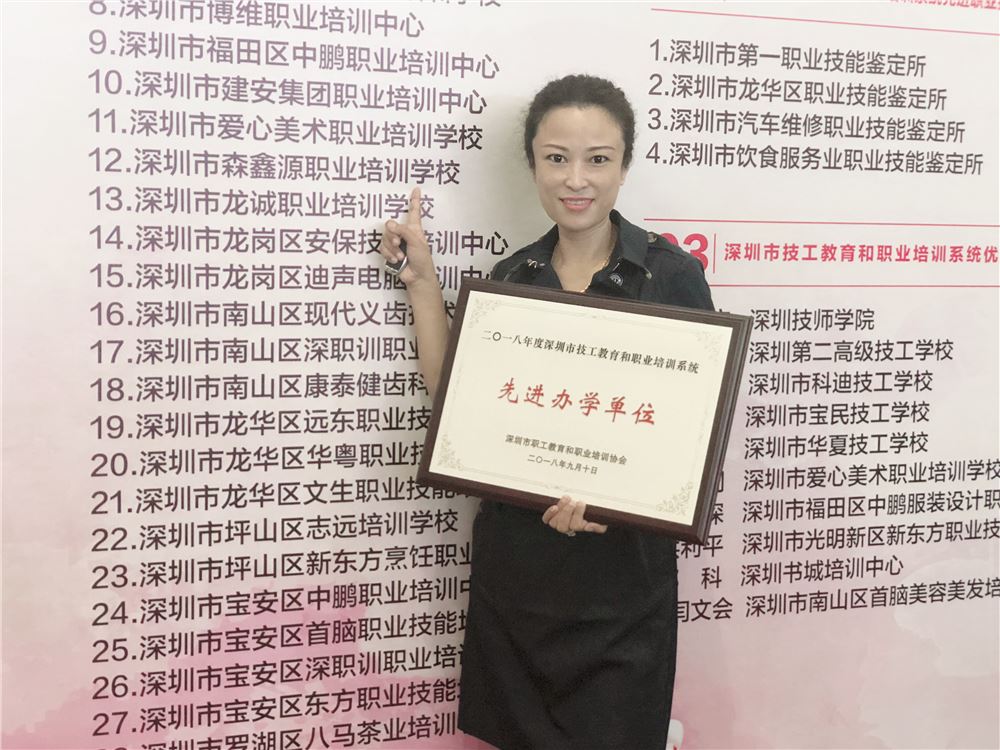 8.深圳市博维职业培训中心
9.深圳市福田区中鹏职业培训中心
10.深圳市建安集团职业培训中心
11.深圳市爱心美术职业培训学校
12.深圳市森鑫源职业培训学校
13.深圳市龙诚职业培训学校
14.深圳市龙岗区安保技 培训中心
15.深圳市龙岗区迪声电脑 训中心
16.深圳市南山区现代义齿技术
17.深圳市南山区深职训职业
18.深圳市南山区康泰健齿科
19.深圳市龙华区远东职业技
20.深圳市龙华区华粤职业技
21.深圳市龙华区文生职业技能
22.深圳市坪山区志远培训学校
23.深圳市坪山区新东方烹饪职业
24.深圳市宝安区中鹏职业培训中
25.深圳市宝安区首脑职业技能培
26.深圳市宝安区深职训职业培训
27.深圳市宝安区东方职业技能培
深圳市罗湖区八马茶业培训中
1.深圳市第一职业技能鉴定所
2.深圳市龙华区职业技能鉴定所
3.深圳市汽车维修职业技能鉴定所
4.深圳市饮食服务业职业技能鉴定所
03 深圳市技工教育和职业培训系统优
深圳技师学院
深圳第二高级技工学校
深圳市科迪技工学校
深圳市宝民技工学校
深圳市华夏技工学校
深圳市爱心美术职业培训学校
深圳市福田区中鹏服装设计职
利平 深圳市光明新区新东方职业技
科 深圳书城培训中心
闫文会 深圳市南山区首脑美容美发培
二〇一八年度深圳市技工教育和职业培训系统
先进办学单位
深圳市职工教育和职业培训协会
二〇一八年九月十日